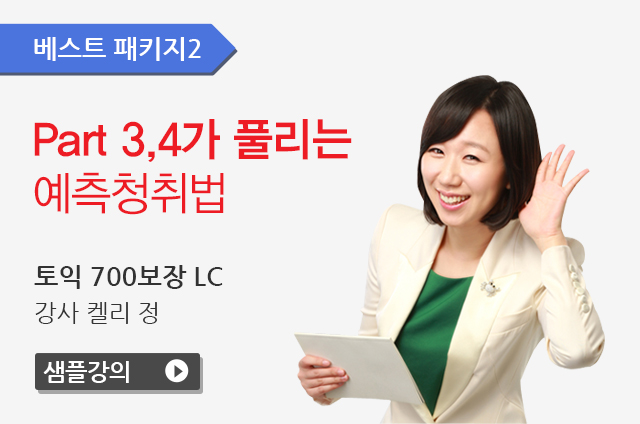 베스트 패키지2
Part 3,4가 풀리는
예측청취법
토익 700보장 LC
강사 켈리 정
샘플강의